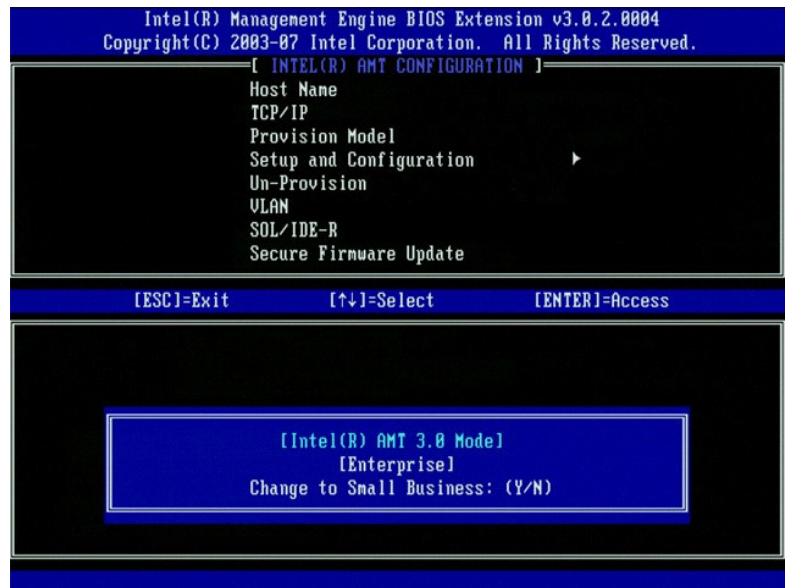 Intel(R) Management Engine BIOS Extension v3.0.2.0004
Copyright(C) 2003-07 Intel Corporation. All Rights Reserved.
[ INTEL(R) AMT CONFIGURATION ]
Host Name
TCP/IP
Provision Model
Setup and Configuration
Un-Provision
VLAN
SOL/IDE-R
Secure Firmware Update
[ESC]=Exit [↑↓]=Select [ENTER]=Access
[Intel(R) AMT 3.0 Mode]
[Enterprise]
Change to Small Business: (Y/N)